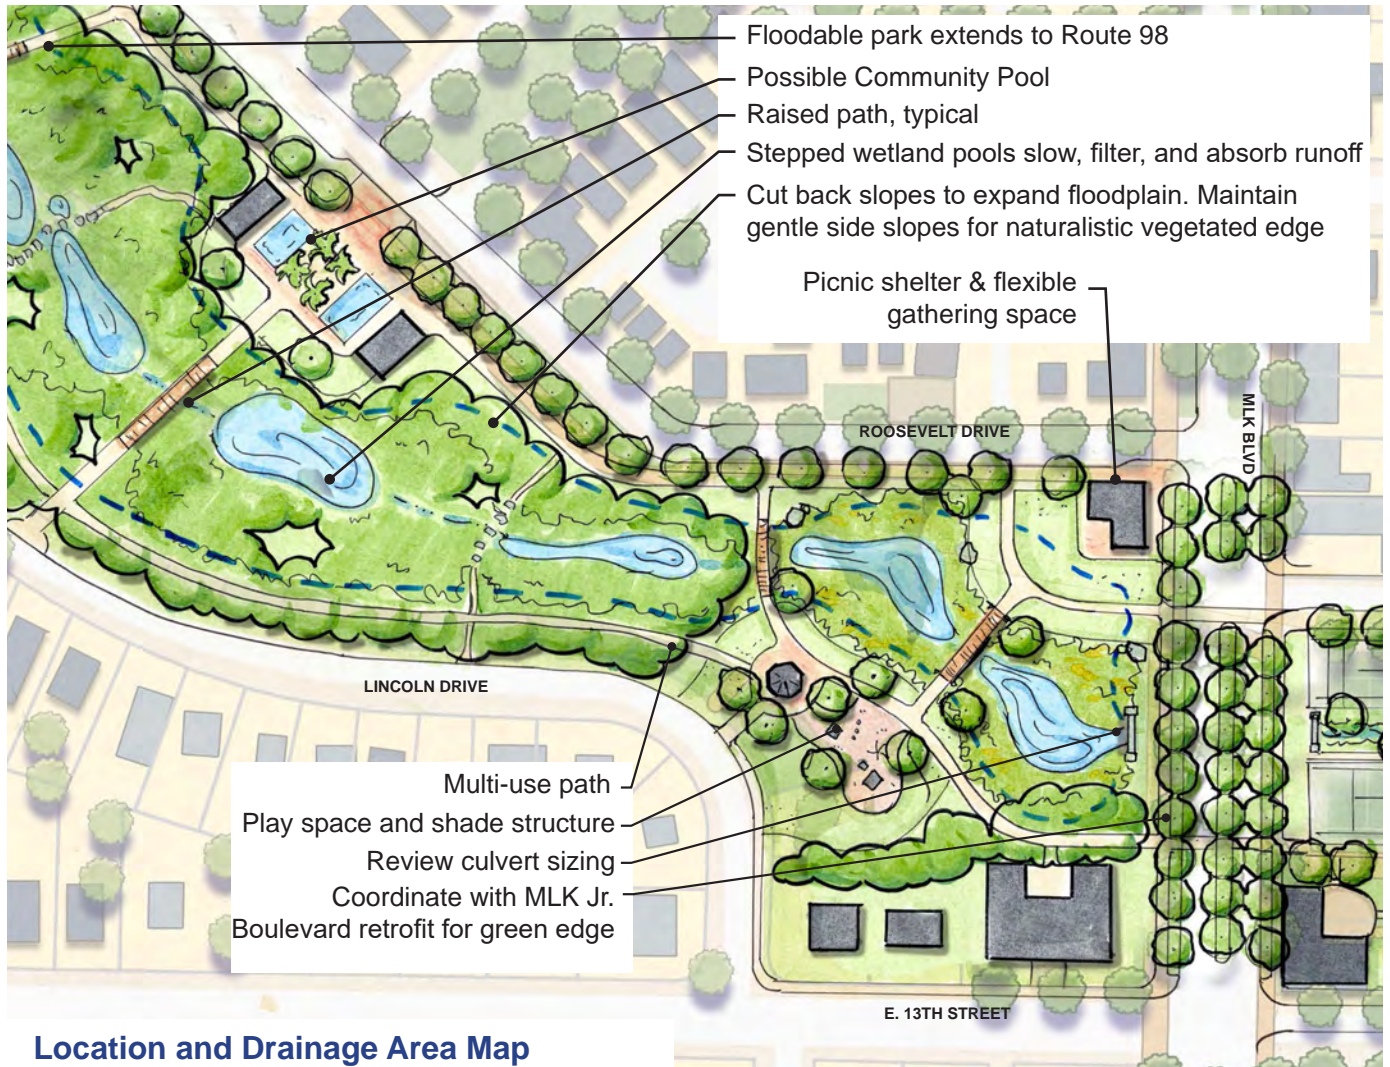 Floodable park extends to Route 98
Possible Community Pool
Raised path, typical
Stepped wetland pools slow, filter, and absorb runoff
Cut back slopes to expand floodplain. Maintain
gentle side slopes for naturalistic vegetated edge
Picnic shelter & flexible
gathering space
MLK BLVD
ROOSEVELT DRIVE
LINCOLN DRIVE
Multi-use path
Play space and shade structure
Review culvert sizing
Coordinate with MLK Jr.
Boulevard retrofit for green edge
E. 13TH STREET
Location and Drainage Area Map